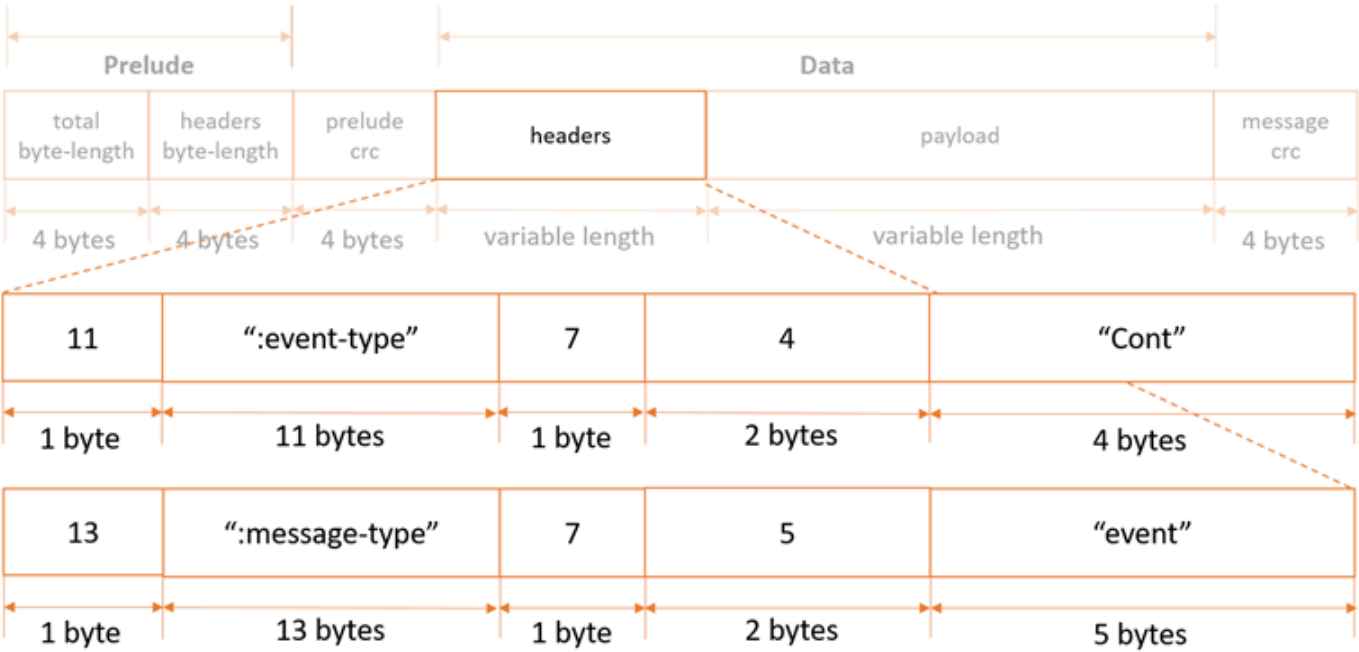 Prelude Data
total byte-length headers byte-length prelude crc headers payload message crc
4 bytes 4 bytes 4 bytes variable length variable length 4 bytes
11 “:event-type” 7 4 “Cont”
1 byte 11 bytes 1 byte 2 bytes 4 bytes
13 “:message-type” 7 5 “event”
1 byte 13 bytes 1 byte 2 bytes 5 bytes